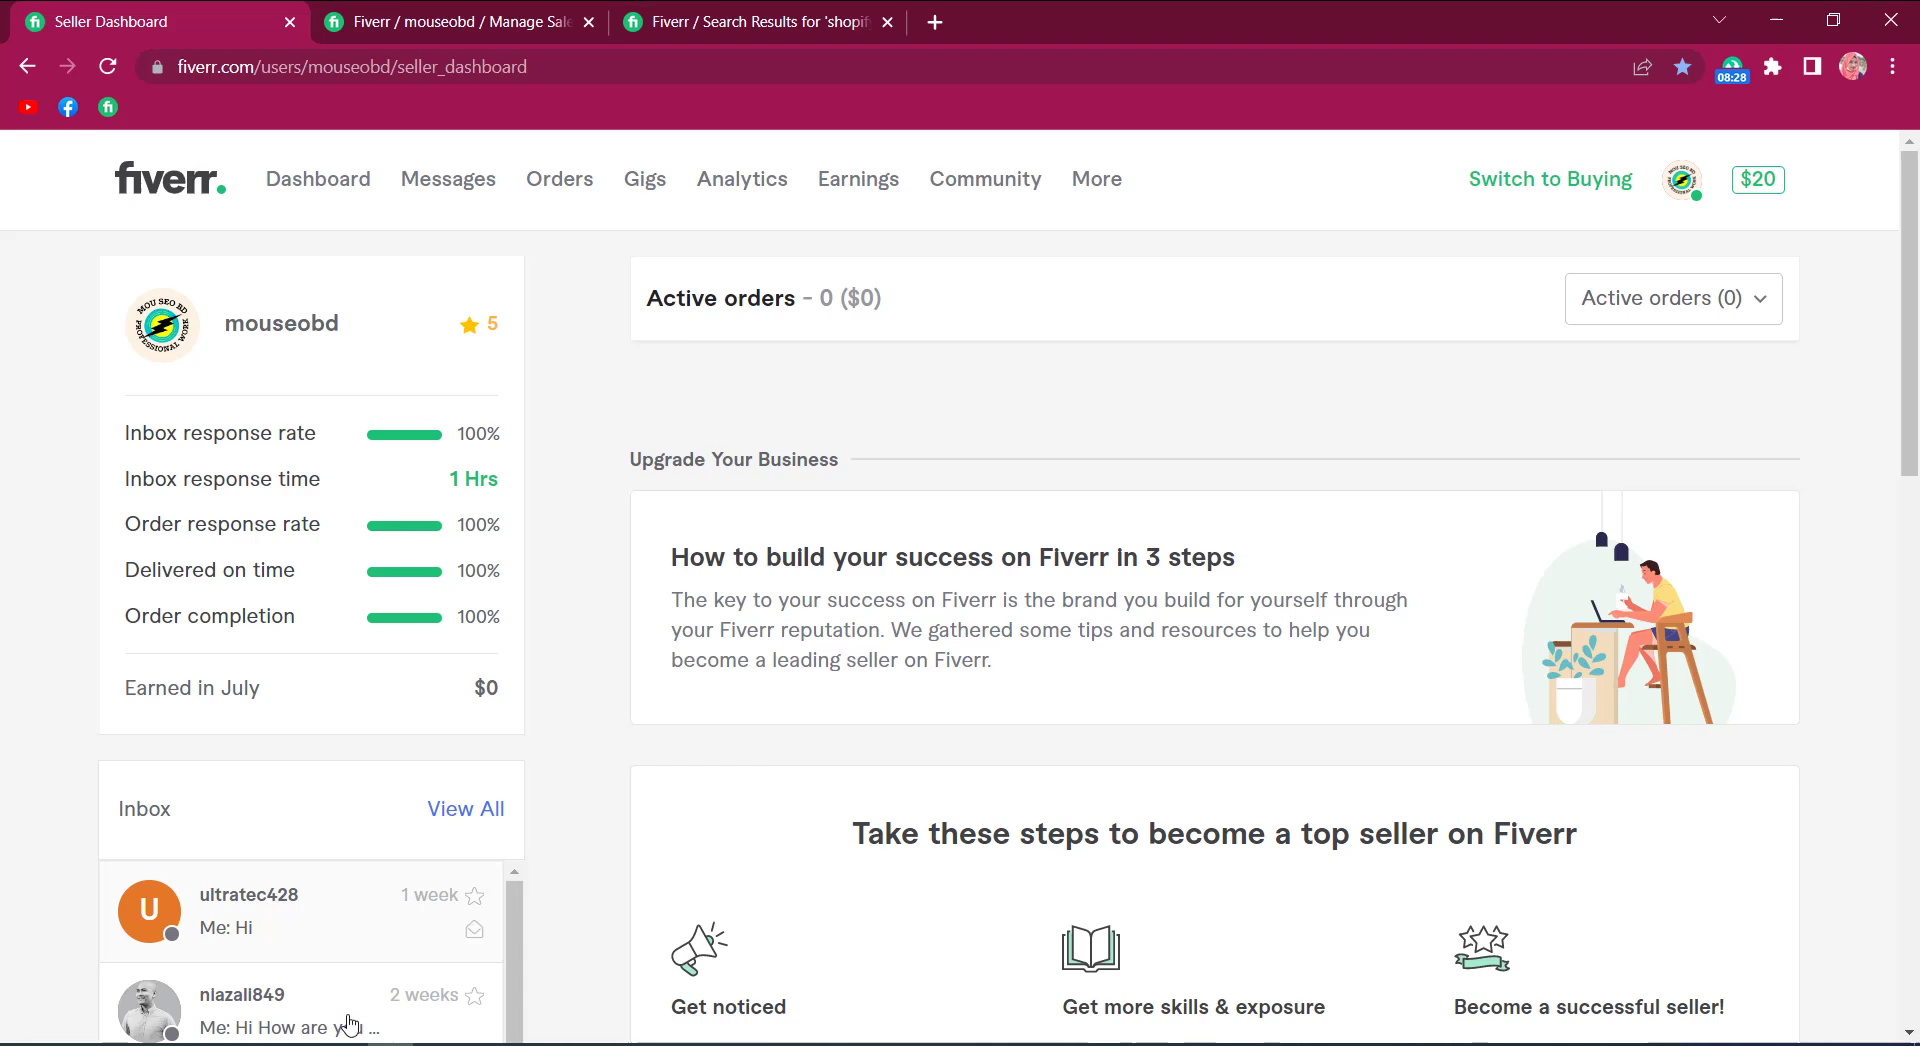 Seller Dashboard
Fiverr / mouseobd / Manage Sal
Fiverr / Search Results for 'shopif
fiverr.com/users/mouseobd/seller_dashboard
08:28
fiverr.
Dashboard
Messages
Orders
Gigs
Analytics
Earnings
Community
More
Switch to Buying
$20
MOU SEO BD
PROFESSIONAL WORK
mouseobd
5
Inbox response rate 100%
Inbox response time 1 Hrs
Order response rate 100%
Delivered on time 100%
Order completion 100%
Earned in July $0
Inbox View All
U
ultratec428 1 week
Me: Hi
niazali849 2 weeks
Me: Hi How are you ...
Active orders - 0 ($0)
Active orders (0)
Upgrade Your Business
How to build your success on Fiverr in 3 steps
The key to your success on Fiverr is the brand you build for yourself through
your Fiverr reputation. We gathered some tips and resources to help you
become a leading seller on Fiverr.
Take these steps to become a top seller on Fiverr
Get noticed
Get more skills & exposure
Become a successful seller!